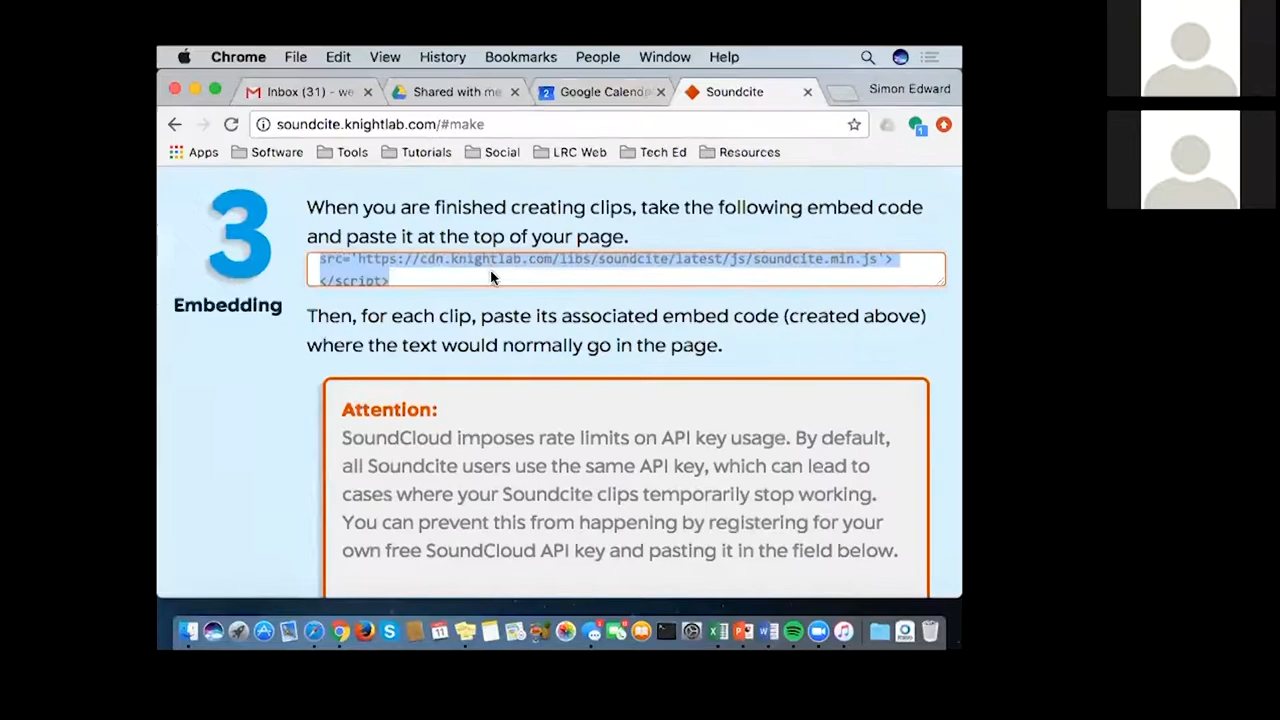 Chrome File Edit View History Bookmarks People Window Help
Inbox (31) - we Shared with me Google Calend Soundcite Simon Edward
soundcite.knightlab.com/#make
Apps Software Tools Tutorials Social LRC Web Tech Ed Resources
3
Embedding
When you are finished creating clips, take the following embed code
and paste it at the top of your page.
src='https://cdn.knightlab.com/libs/soundcite/latest/js/soundcite.min.js'>
</script>
Then, for each clip, paste its associated embed code (created above)
where the text would normally go in the page.
Attention:
SoundCloud imposes rate limits on API key usage. By default,
all Soundcite users use the same API key, which can lead to
cases where your Soundcite clips temporarily stop working.
You can prevent this from happening by registering for your
own free SoundCloud API key and pasting it in the field below.